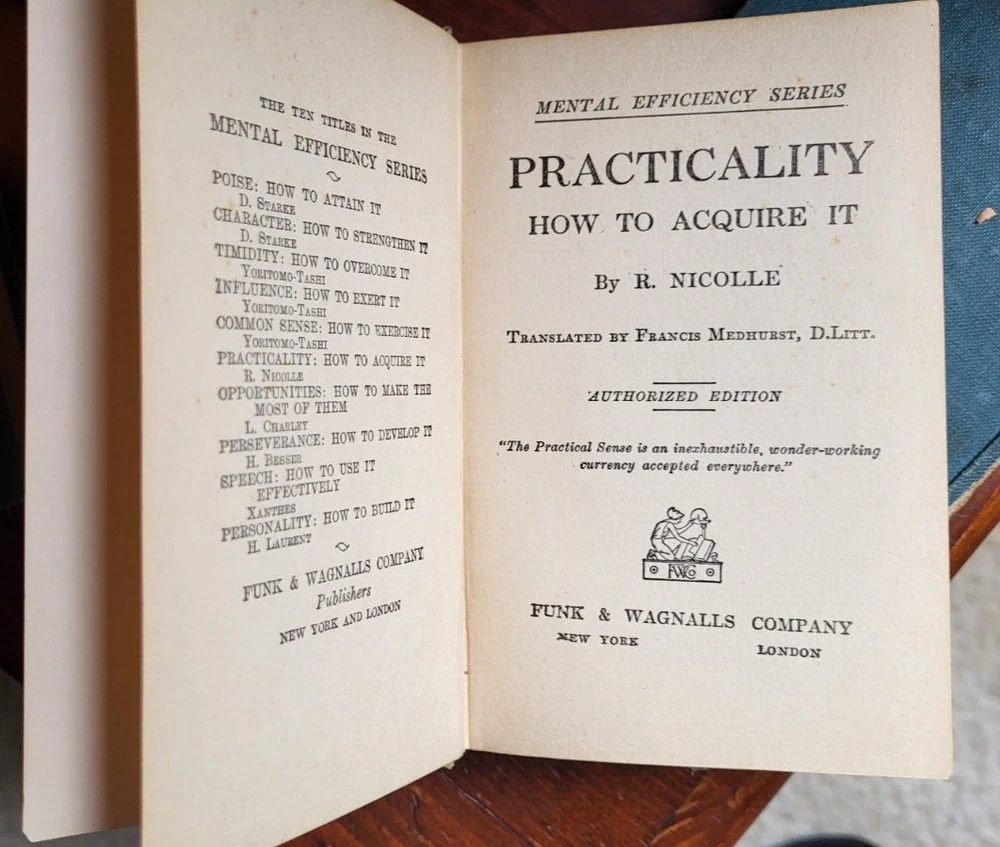 THE TEN TITLES IN THE
MENTAL EFFICIENCY SERIES
POISE: HOW TO ATTAIN IT
D. STARKE
CHARACTER: HOW TO STRENGTHEN IT
D. STARKE
TIMIDITY: HOW TO OVERCOME IT
YORITOMO-TASHI
INFLUENCE: HOW TO EXERT IT
YORITOMO-TASHI
COMMON SENSE: HOW TO EXERCISE IT
YORITOMO-TASHI
PRACTICALITY: HOW TO ACQUIRE IT
R. NICOLLE
OPPORTUNITIES: HOW TO MAKE THE
MOST OF THEM
L. CHARLEY
PERSEVERANCE: HOW TO DEVELOP IT
H. BESSER
SPEECH: HOW TO USE IT
EFFECTIVELY
XANTHES
PERSONALITY: HOW TO BUILD IT
H. LAURENT
FUNK & WAGNALLS COMPANY
Publishers
NEW YORK AND LONDON
MENTAL EFFICIENCY SERIES
PRACTICALITY
HOW TO ACQUIRE IT
By R. NICOLLE
TRANSLATED BY FRANCIS MEDHURST, D.LITT.
AUTHORIZED EDITION
"The Practical Sense is an inexhaustible, wonder-working
currency accepted everywhere."
FWCo
FUNK & WAGNALLS COMPANY
NEW YORK LONDON